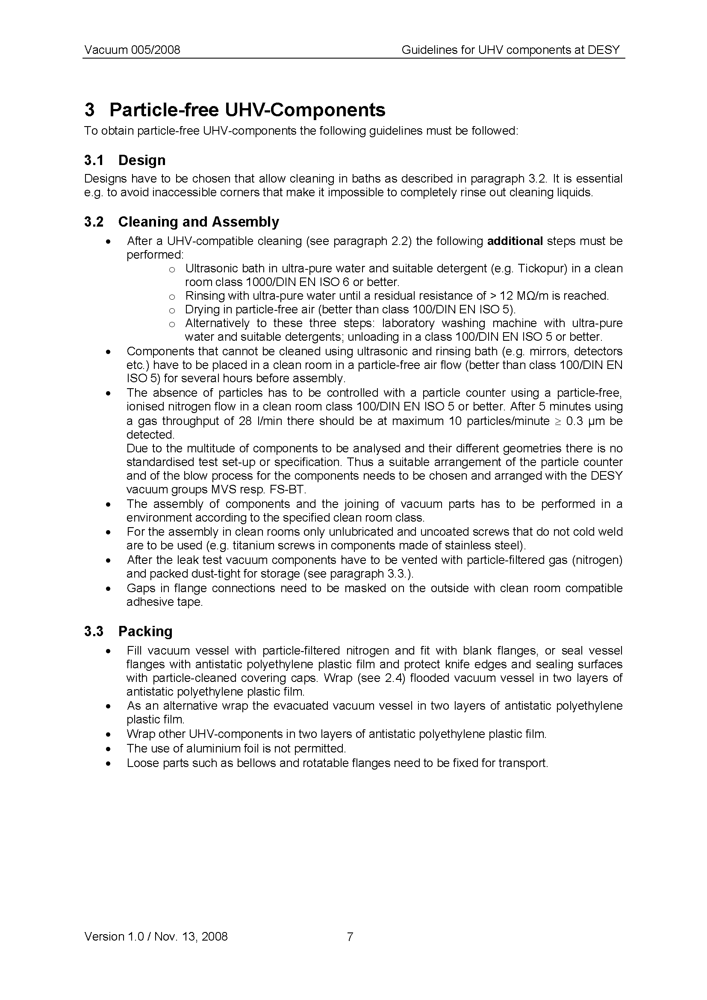 Vacuum 005/2008 Guidelines for UHV components at DESY
3 Particle-free UHV-Components
To obtain particle-free UHV-components the following guidelines must be followed:
3.1 Design
Designs have to be chosen that allow cleaning in baths as described in paragraph 3.2. It is essential
e.g. to avoid inaccessible corners that make it impossible to completely rinse out cleaning liquids.
3.2 Cleaning and Assembly
• After a UHV-compatible cleaning (see paragraph 2.2) the following additional steps must be
performed:
o Ultrasonic bath in ultra-pure water and suitable detergent (e.g. Tickopur) in a clean
room class 1000/DIN EN ISO 6 or better.
o Rinsing with ultra-pure water until a residual resistance of > 12 MΩ/m is reached.
o Drying in particle-free air (better than class 100/DIN EN ISO 5).
o Alternatively to these three steps: laboratory washing machine with ultra-pure
water and suitable detergents; unloading in a class 100/DIN EN ISO 5 or better.
• Components that cannot be cleaned using ultrasonic and rinsing bath (e.g. mirrors, detectors
etc.) have to be placed in a clean room in a particle-free air flow (better than class 100/DIN EN
ISO 5) for several hours before assembly.
• The absence of particles has to be controlled with a particle counter using a particle-free,
ionised nitrogen flow in a clean room class 100/DIN EN ISO 5 or better. After 5 minutes using
a gas throughput of 28 l/min there should be at maximum 10 particles/minute ≥ 0.3 µm be
detected.
Due to the multitude of components to be analysed and their different geometries there is no
standardised test set-up or specification. Thus a suitable arrangement of the particle counter
and of the blow process for the components needs to be chosen and arranged with the DESY
vacuum groups MVS resp. FS-BT.
• The assembly of components and the joining of vacuum parts has to be performed in a
environment according to the specified clean room class.
• For the assembly in clean rooms only unlubricated and uncoated screws that do not cold weld
are to be used (e.g. titanium screws in components made of stainless steel).
• After the leak test vacuum components have to be vented with particle-filtered gas (nitrogen)
and packed dust-tight for storage (see paragraph 3.3.).
• Gaps in flange connections need to be masked on the outside with clean room compatible
adhesive tape.
3.3 Packing
• Fill vacuum vessel with particle-filtered nitrogen and fit with blank flanges, or seal vessel
flanges with antistatic polyethylene plastic film and protect knife edges and sealing surfaces
with particle-cleaned covering caps. Wrap (see 2.4) flooded vacuum vessel in two layers of
antistatic polyethylene plastic film.
• As an alternative wrap the evacuated vacuum vessel in two layers of antistatic polyethylene
plastic film.
• Wrap other UHV-components in two layers of antistatic polyethylene plastic film.
• The use of aluminium foil is not permitted.
• Loose parts such as bellows and rotatable flanges need to be fixed for transport.
Version 1.0 / Nov. 13, 2008 7